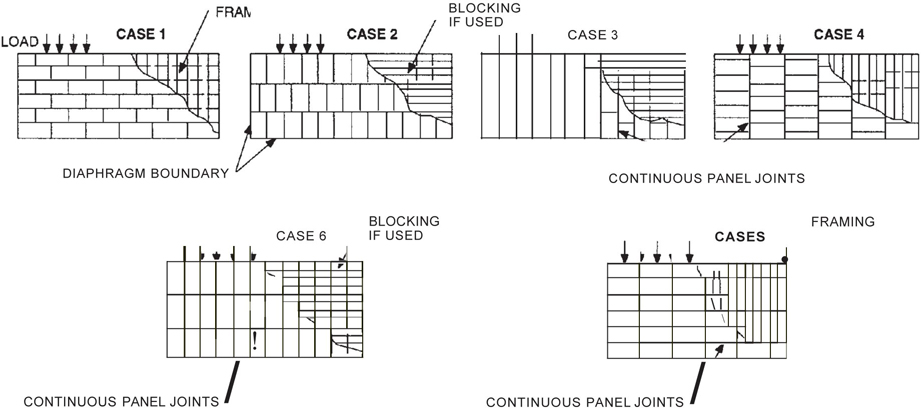 FRAM
LOAD
CASE 1
CASE 2
BLOCKING
IF USED
CASE 3
CASE 4
DIAPHRAGM BOUNDARY
CONTINUOUS PANEL JOINTS
CASE 6
BLOCKING
IF USED
CASES
FRAMING
!
CONTINUOUS PANEL JOINTS
CONTINUOUS PANEL JOINTS